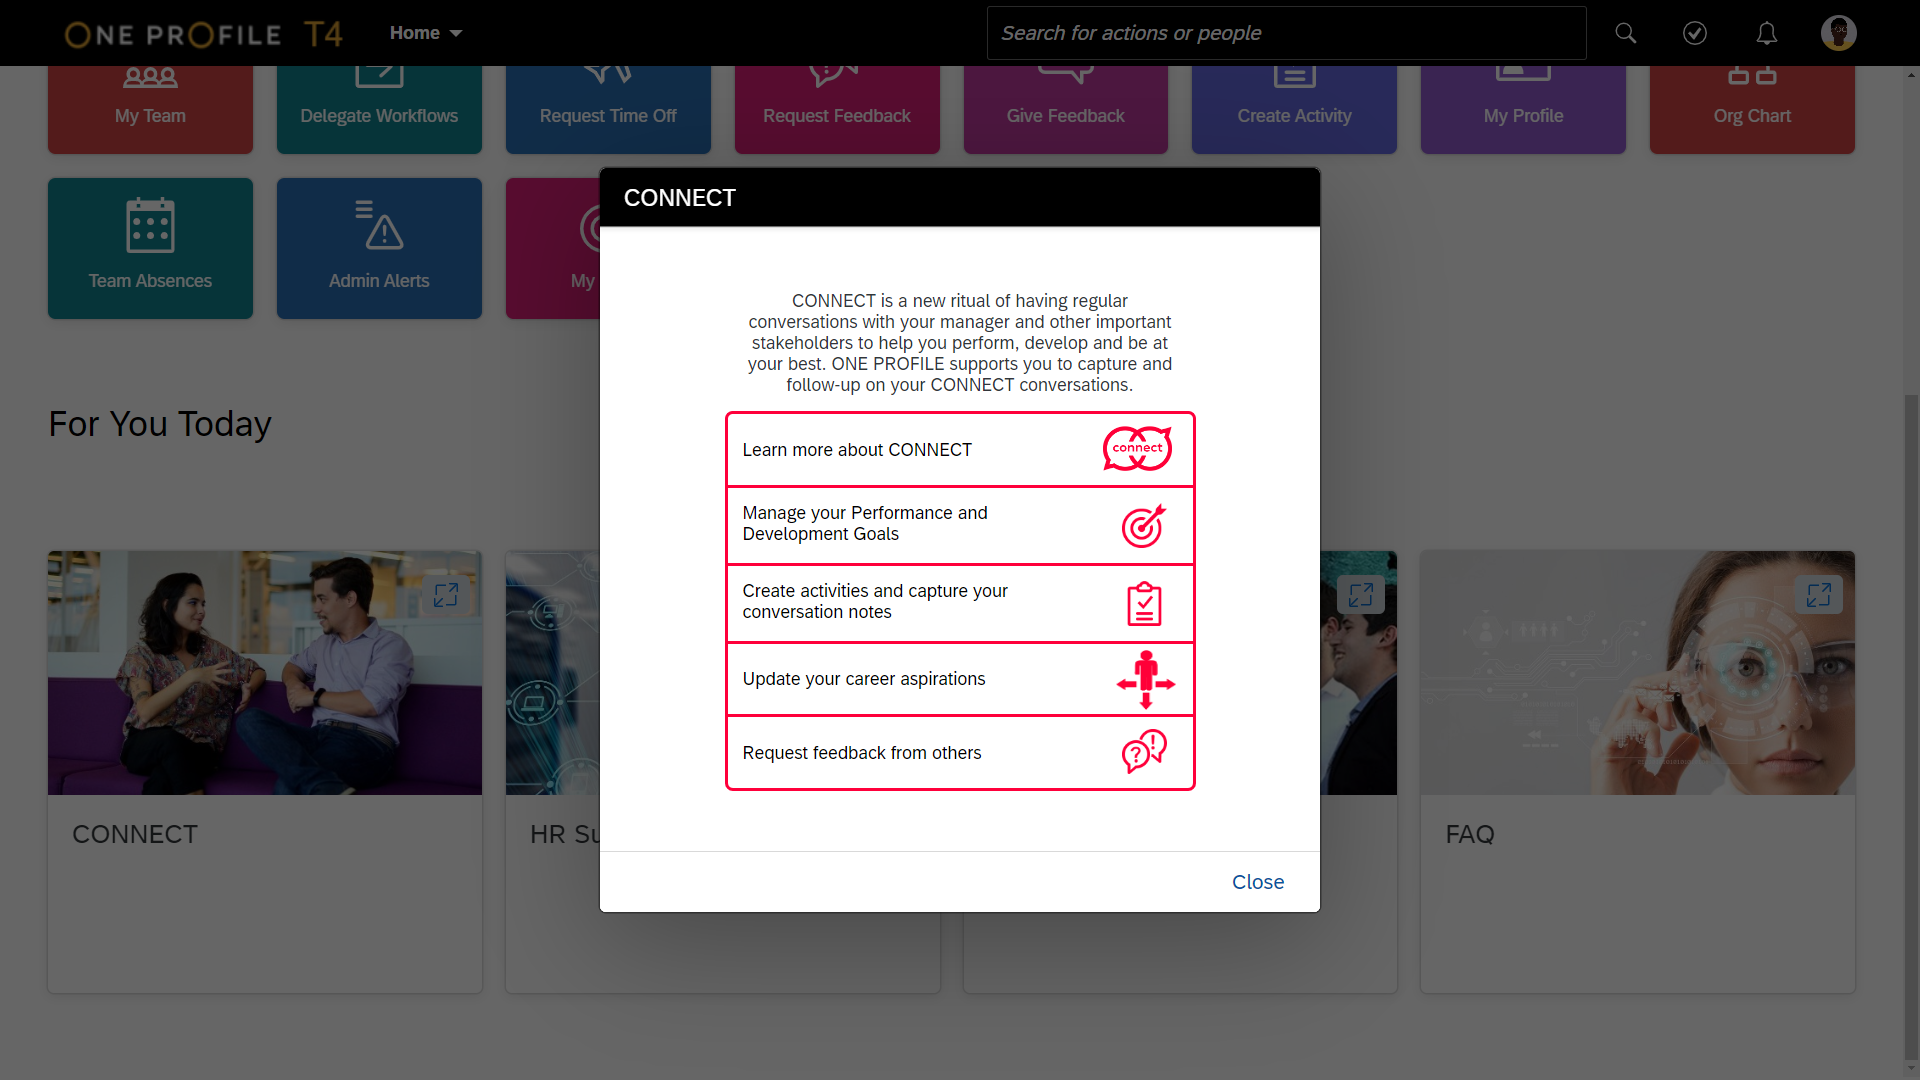 ONE PROFILE T4
Home
Search for actions or people
My Team
Delegate Workflows
Request Time Off
Request Feedback
Give Feedback
Create Activity
My Profile
Org Chart
Team Absences
Admin Alerts
My
CONNECT
CONNECT is a new ritual of having regular
conversations with your manager and other important
stakeholders to help you perform, develop and be at
your best. ONE PROFILE supports you to capture and
follow-up on your CONNECT conversations.
Learn more about CONNECT
connect
Manage your Performance and
Development Goals
Create activities and capture your
conversation notes
Update your career aspirations
Request feedback from others
Close
For You Today
CONNECT
HR Su
FAQ